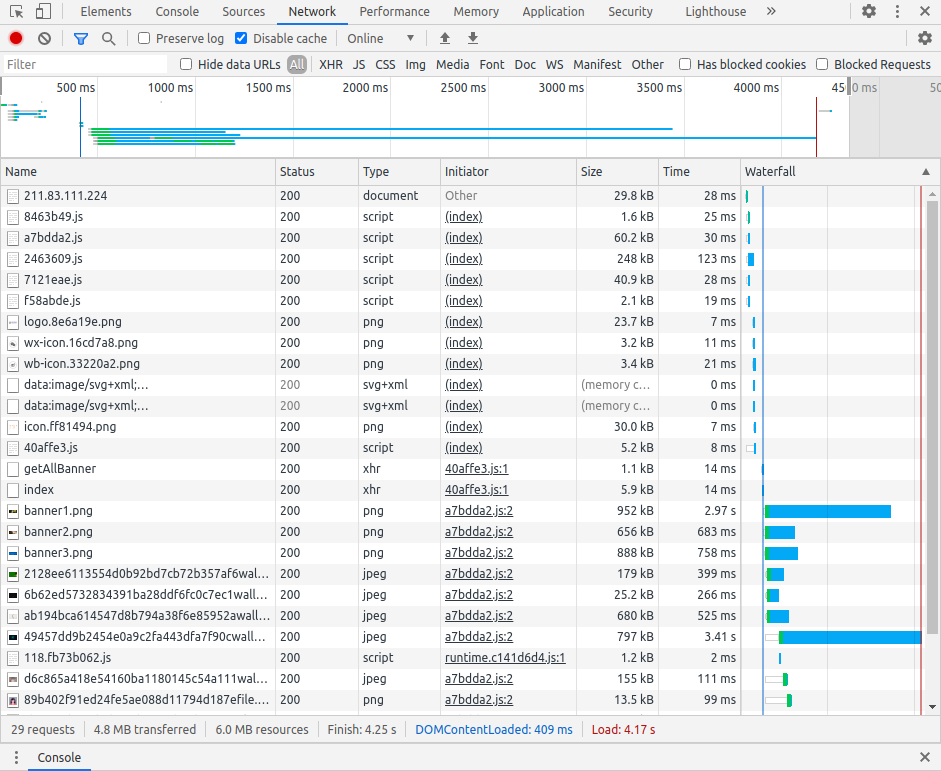 Elements Console Sources Network Performance Memory Application Security Lighthouse »
Preserve log Disable cache Online ▼
Filter Hide data URLs All XHR JS CSS Img Media Font Doc WS Manifest Other Has blocked cookies Blocked Requests
500 ms 1000 ms 1500 ms 2000 ms 2500 ms 3000 ms 3500 ms 4000 ms 0 ms 50
Name Status Type Initiator Size Time Waterfall ▲
211.83.111.224 200 document Other 29.8 kB 28 ms
8463b49.js 200 script (index) 1.6 kB 25 ms
a7bdda2.js 200 script (index) 60.2 kB 30 ms
2463609.js 200 script (index) 248 kB 123 ms
7121eae.js 200 script (index) 40.9 kB 28 ms
f58abde.js 200 script (index) 2.1 kB 19 ms
logo.8e6a19e.png 200 png (index) 23.7 kB 7 ms
wx-icon.16cd7a8.png 200 png (index) 3.2 kB 11 ms
wb-icon.33220a2.png 200 png (index) 3.4 kB 21 ms
data:image/svg+xml;... 200 svg+xml (index) (memory c... 0 ms
data:image/svg+xml;... 200 svg+xml (index) (memory c... 0 ms
icon.ff81494.png 200 png (index) 30.0 kB 7 ms
40affe3.js 200 script (index) 5.2 kB 8 ms
getAllBanner 200 xhr 40affe3.js:1 1.1 kB 14 ms
index 200 xhr 40affe3.js:1 5.9 kB 14 ms
banner1.png 200 png a7bdda2.js:2 952 kB 2.97 s
banner2.png 200 png a7bdda2.js:2 656 kB 683 ms
banner3.png 200 png a7bdda2.js:2 888 kB 758 ms
2128ee6113554d0b92bd7cb72b357af6wal... 200 jpeg a7bdda2.js:2 179 kB 399 ms
6b62ed5732834391ba28ddf6fc0c7ec1wall... 200 jpeg a7bdda2.js:2 25.2 kB 266 ms
ab194bca614547d8b794a38f6e85952awall... 200 jpeg a7bdda2.js:2 680 kB 525 ms
49457dd9b2454e0a9c2fa443dfa7f90cwall... 200 jpeg a7bdda2.js:2 797 kB 3.41 s
118.fb73b062.js 200 script runtime.c141d6d4.js:1 1.2 kB 2 ms
d6c865a418e54160ba1180145c54a111wal... 200 jpeg a7bdda2.js:2 155 kB 111 ms
89b402f91ed24fe5ae088d11794d187efile.... 200 png a7bdda2.js:2 13.5 kB 99 ms
29 requests 4.8 MB transferred 6.0 MB resources Finish: 4.25 s DOMContentLoaded: 409 ms Load: 4.17 s
Console